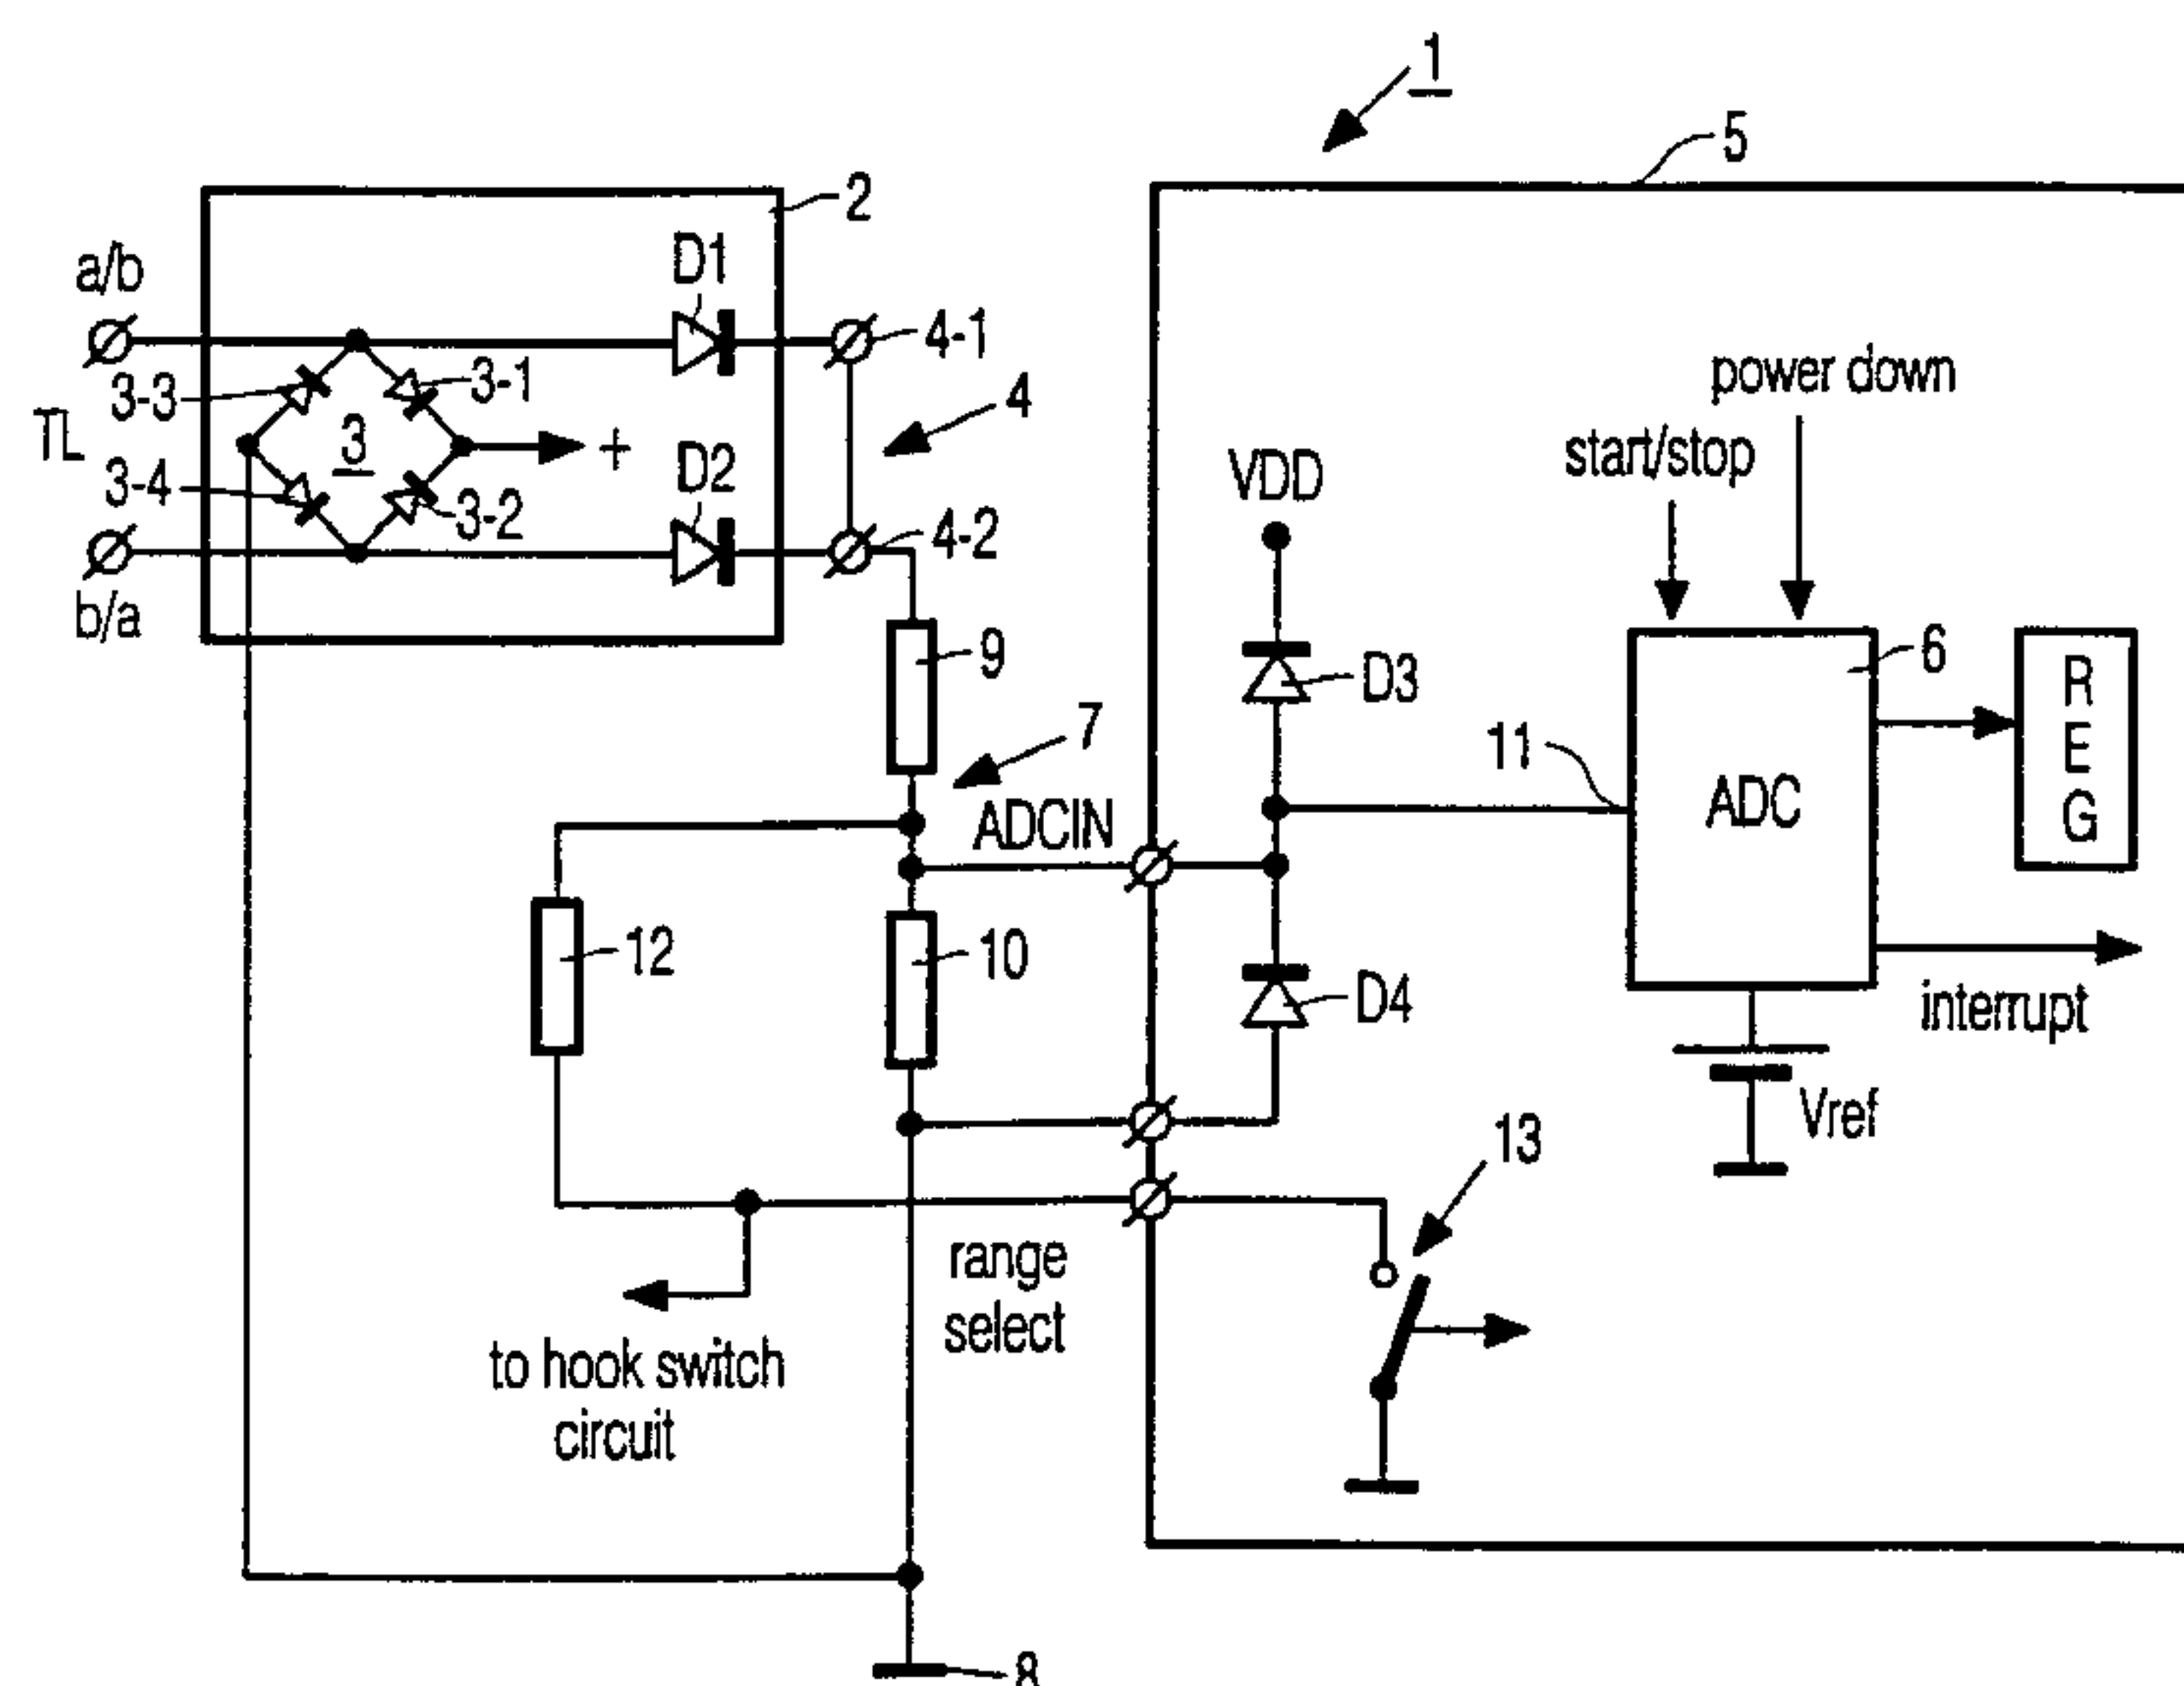 1
5
2
a/b
D1
4-1
3-3
3-1
4
TL
3
+
3-4
D2
3-2
4-2
b/a
power down
start/stop
VDD
9
D3
6
R
E
G
7
11
ADCIN
ADC
12
10
D4
interrupt
Vref
13
range
select
to hook switch
circuit
8